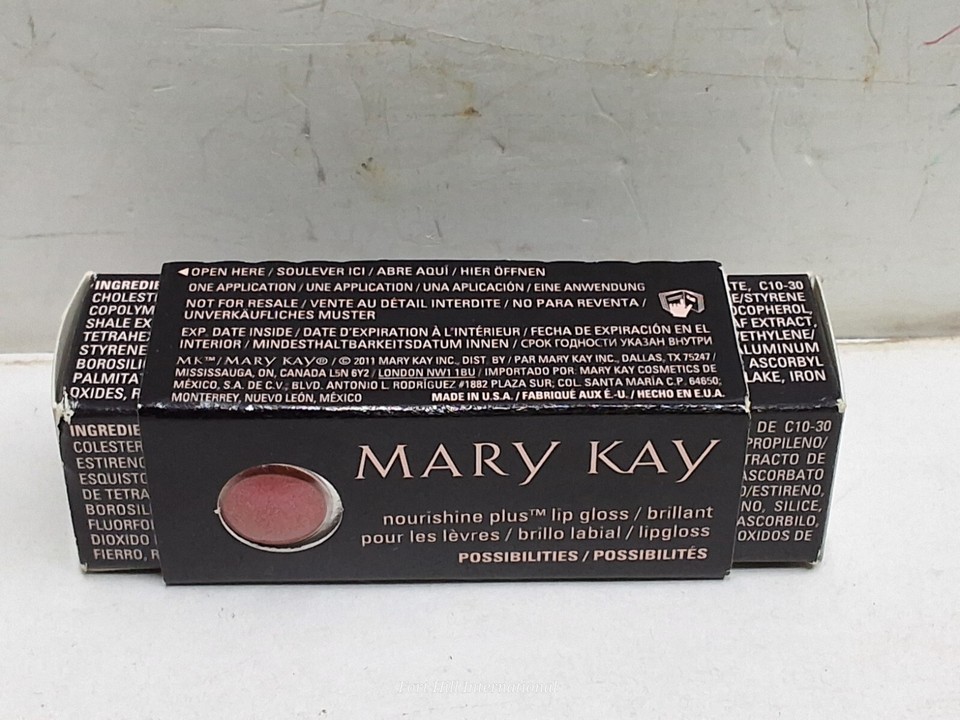 ◄OPEN HERE / SOULEVER ICI / ABRE AQUÍ / HIER ÖFFNEN
ONE APPLICATION / UNE APPLICATION / UNA APLICACIÓN / EINE ANWENDUNG
NOT FOR RESALE / VENTE AU DÉTAIL INTERDITE / NO PARA REVENTA /
UNVERKÄUFLICHES MUSTER
EXP. DATE INSIDE / DATE D'EXPIRATION À L'INTÉRIEUR / FECHA DE EXPIRACIÓN EN EL
INTERIOR / MINDESTHALTBARKEITSDATUM INNEN / СРОК ГОДНОСТИ УКАЗАН ВНУТРИ
MK™/MARY KAY® / © 2011 MARY KAY INC., DIST. BY / PAR MARY KAY INC., DALLAS, TX 75247 /
MISSISSAUGA, ON, CANADA L5N 6Y2 / LONDON NW1 1BU / IMPORTADO POR: MARY KAY COSMETICS DE
MÉXICO, S.A. DE C.V., BLVD. ANTONIO L. RODRÍGUEZ #1882 PLAZA SUR; COL. SANTA MARÍA C.P. 64650;
MONTERREY, NUEVO LEÓN, MÉXICO MADE IN U.S.A. / FABRIQUÉ AUX É.-U. / HECHO EN E.U.A.
MARY KAY
nourishine plus™ lip gloss / brillant
pour les lèvres / brillo labial / lipgloss
POSSIBILITIES / POSSIBILITÉS
INGREDIE
CHOLEST
COPOLYM
SHALE EX
TETRAHE
STYRENE
BOROSILI
PALMITA
OXIDES, R
TE, C10-30
E/STYRENE
OCOPHEROL,
AF EXTRACT,
ETHYLENE/
ALUMINUM
ASCORBYL
LAKE, IRON
INGREDIE
COLESTER
ESTIRENO
ESQUISTO
DE TETRA
BOROSILI
FLUORFO
DIOXIDO
FIERRO, R
DE C10-30
PROPILENO/
TRACTO DE
ASCORBATO
O/ESTIRENO,
NO, SILICE,
ASCORBILO,
OXIDOS DE
International